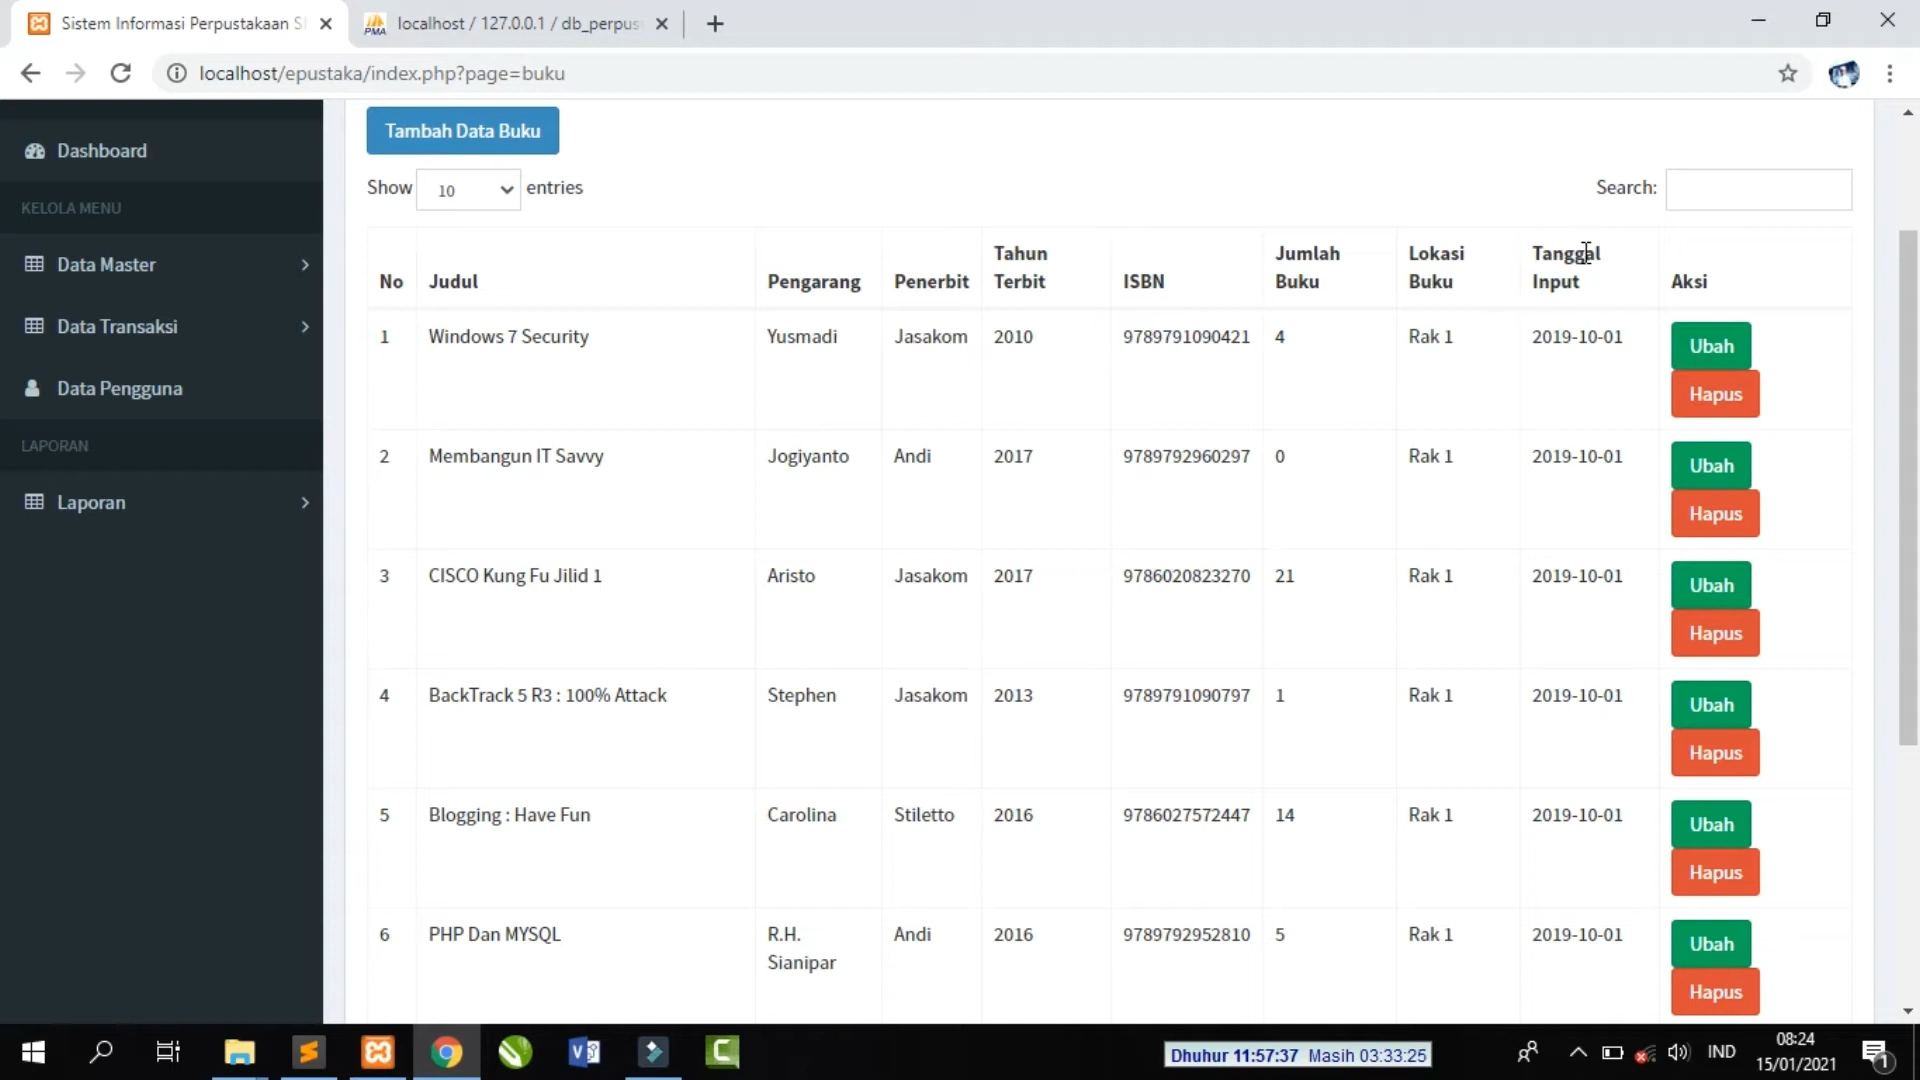 Sistem Informasi Perpustakaan S
localhost / 127.0.0.1 / db_perpus
localhost/epustaka/index.php?page=buku
Dashboard
KELOLA MENU
Data Master
Data Transaksi
Data Pengguna
LAPORAN
Laporan
Tambah Data Buku
Show 10 entries
Search:
No Judul Pengarang Penerbit Tahun Terbit ISBN Jumlah Buku Lokasi Buku Tanggal Input Aksi
1 Windows 7 Security Yusmadi Jasakom 2010 9789791090421 4 Rak 1 2019-10-01 Ubah
Hapus
2 Membangun IT Savvy Jogiyanto Andi 2017 9789792960297 0 Rak 1 2019-10-01 Ubah
Hapus
3 CISCO Kung Fu Jilid 1 Aristo Jasakom 2017 9786020823270 21 Rak 1 2019-10-01 Ubah
Hapus
4 BackTrack 5 R3 : 100% Attack Stephen Jasakom 2013 9789791090797 1 Rak 1 2019-10-01 Ubah
Hapus
5 Blogging : Have Fun Carolina Stiletto 2016 9786027572447 14 Rak 1 2019-10-01 Ubah
Hapus
6 PHP Dan MYSQL R.H. Sianipar Andi 2016 9789792952810 5 Rak 1 2019-10-01 Ubah
Hapus
Dhuhur 11:57:37 Masih 03:33:25
IND
08:24
15/01/2021
1